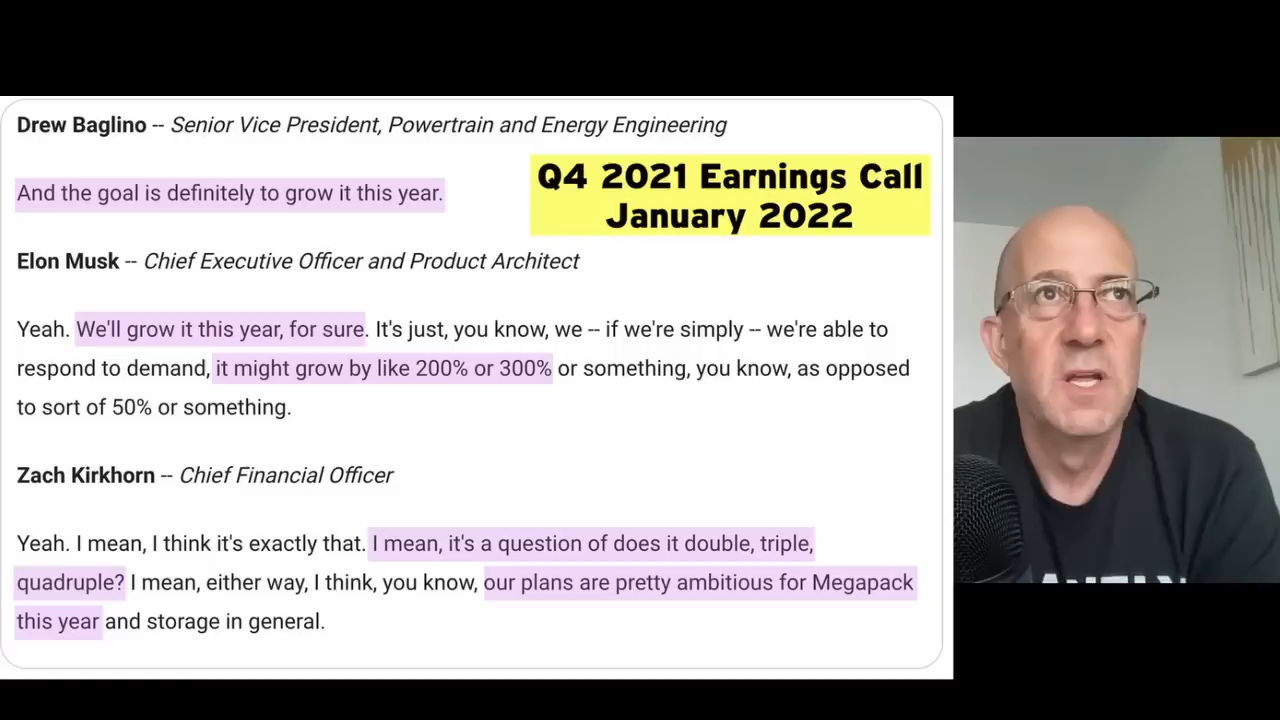 Drew Baglino -- Senior Vice President, Powertrain and Energy Engineering
And the goal is definitely to grow it this year.
Q4 2021 Earnings Call
January 2022
Elon Musk -- Chief Executive Officer and Product Architect
Yeah. We'll grow it this year, for sure. It's just, you know, we -- if we're simply -- we're able to
respond to demand, it might grow by like 200% or 300% or something, you know, as opposed
to sort of 50% or something.
Zach Kirkhorn -- Chief Financial Officer
Yeah. I mean, I think it's exactly that. I mean, it's a question of does it double, triple,
quadruple? I mean, either way, I think, you know, our plans are pretty ambitious for Megapack
this year and storage in general.